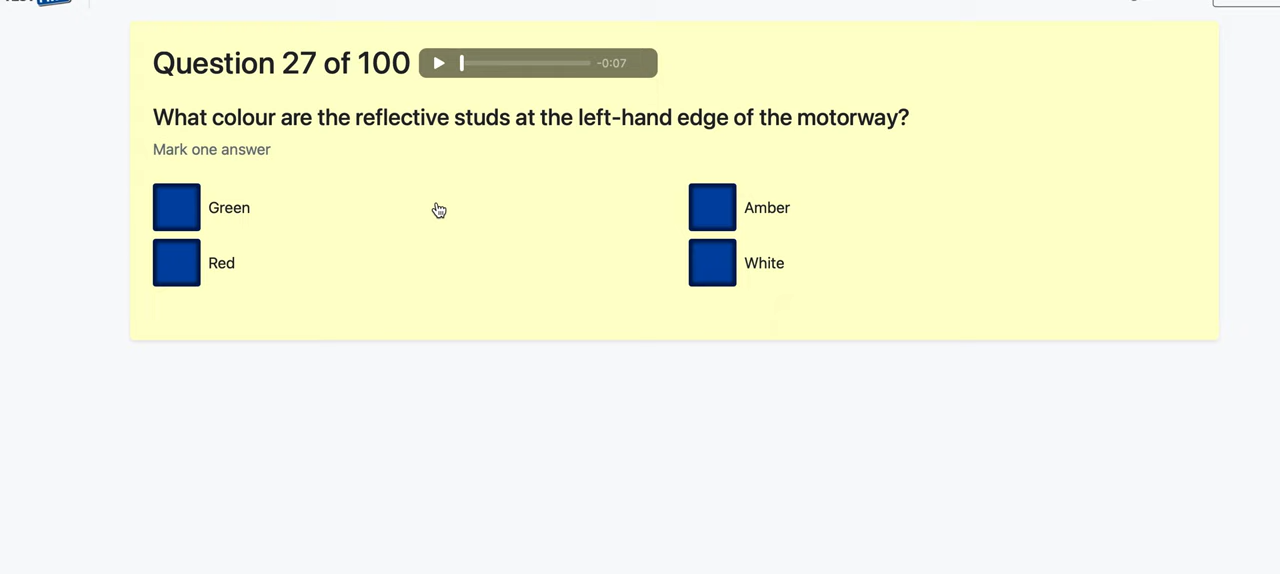 Question 27 of 100
-0:07
What colour are the reflective studs at the left-hand edge of the motorway?
Mark one answer
Green
Amber
Red
White